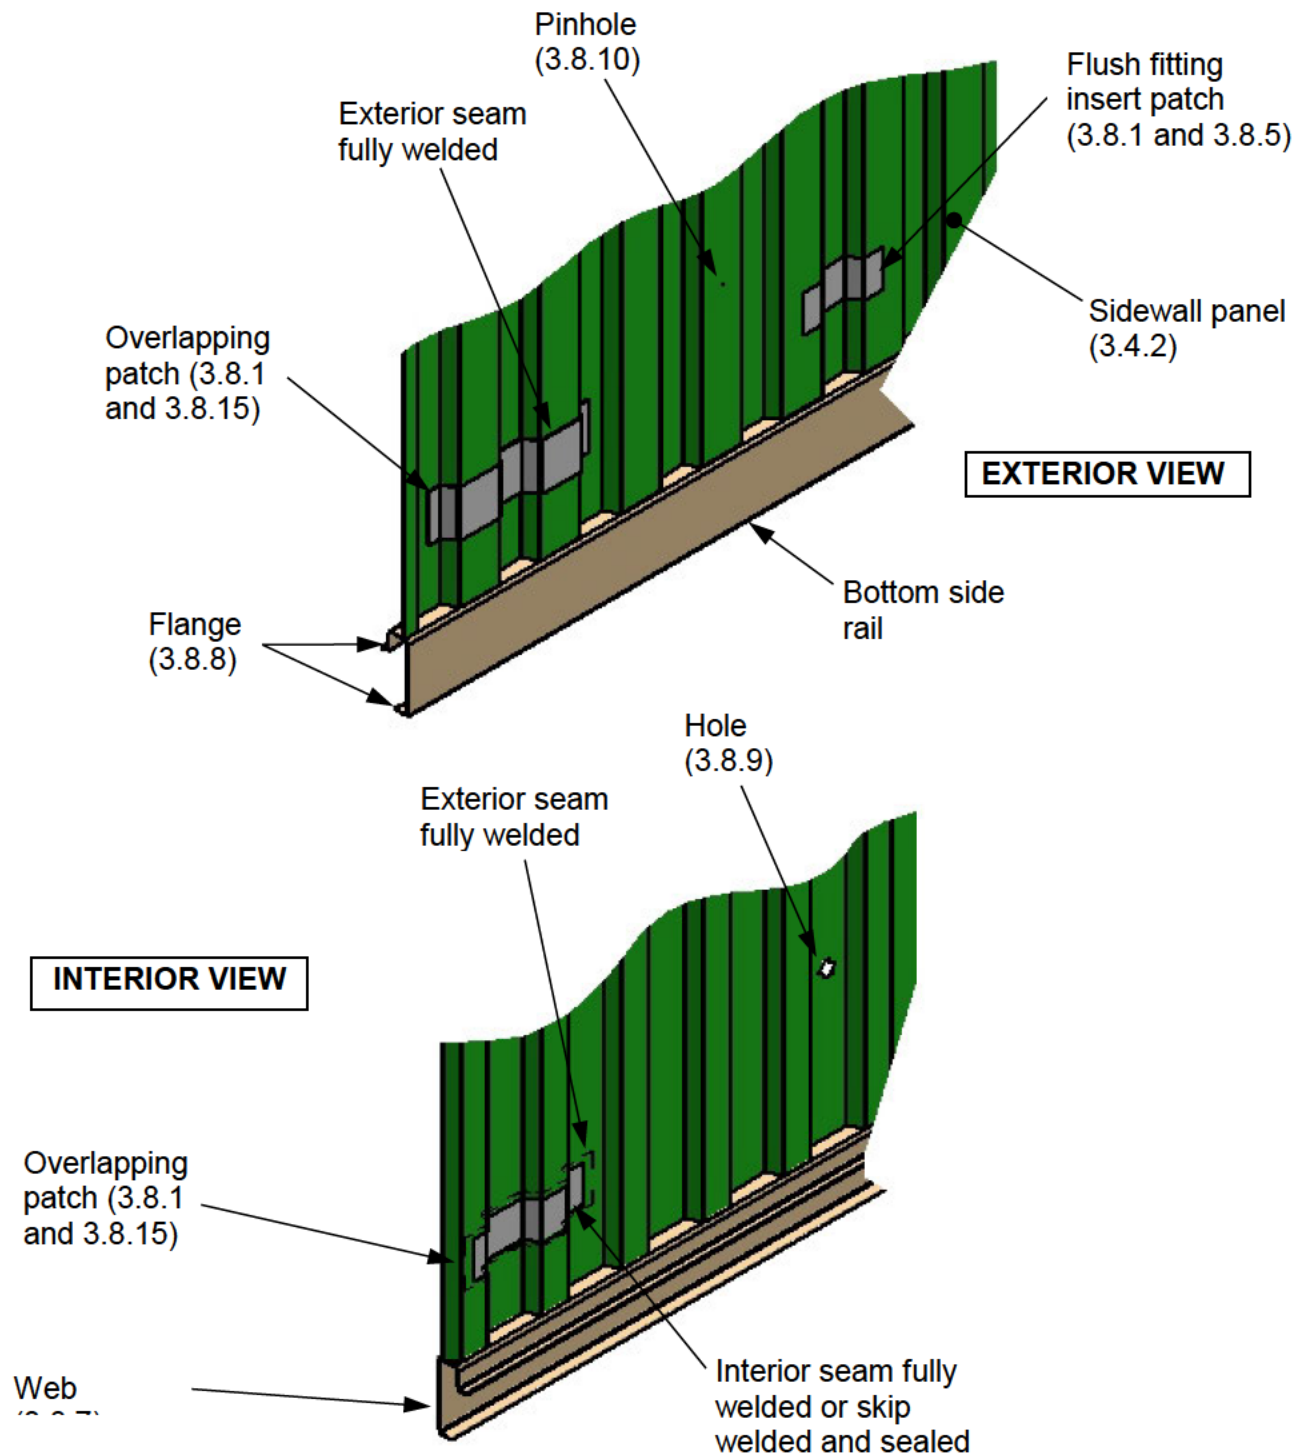 Pinhole
(3.8.10)
Flush fitting
insert patch
(3.8.1 and 3.8.5)
Exterior seam
fully welded
Overlapping
patch (3.8.1
and 3.8.15)
Sidewall panel
(3.4.2)
EXTERIOR VIEW
Bottom side
rail
Flange
(3.8.8)
Hole
(3.8.9)
Exterior seam
fully welded
INTERIOR VIEW
Overlapping
patch (3.8.1
and 3.8.15)
Web
Interior seam fully
welded or skip
welded and sealed